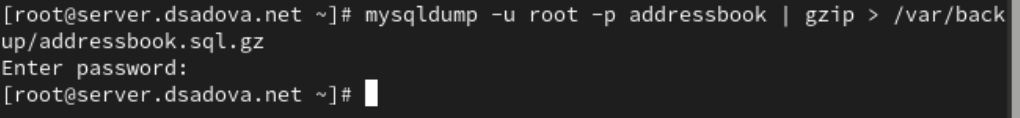 [root@server.dsadova.net ~]# mysqldump -u root -p addressbook | gzip > /var/back
up/addressbook.sql.gz
Enter password:
[root@server.dsadova.net ~]#